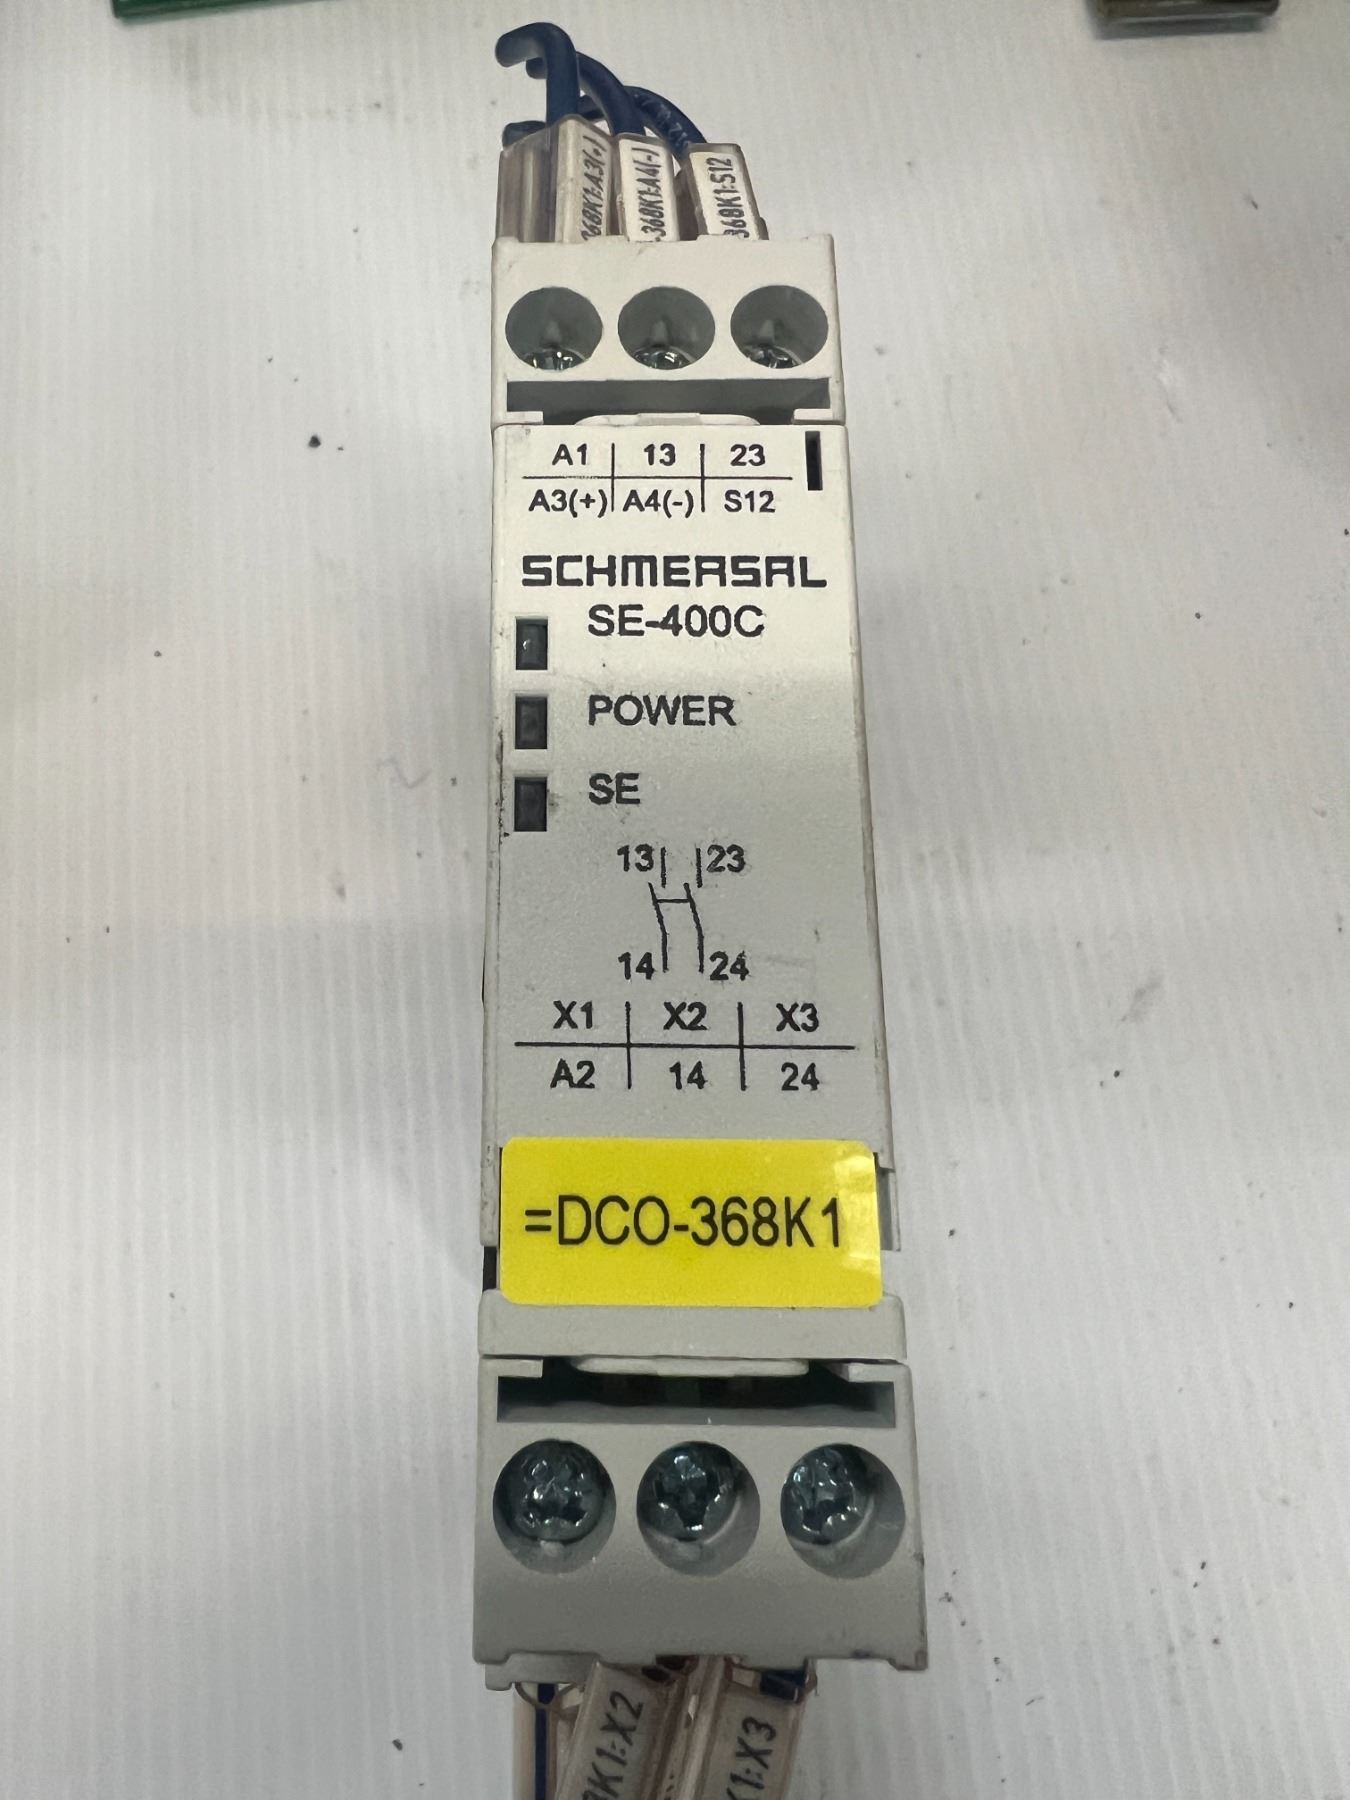 368K1:A3(+)
-368K1:A4(-)
368K1:S12
A1 13 23
A3(+) A4(-) S12
SCHMERSAL
SE-400C
POWER
SE
13 23
14 24
X1 X2 X3
A2 14 24
=DCO-368K1
K1:X2
1:X3